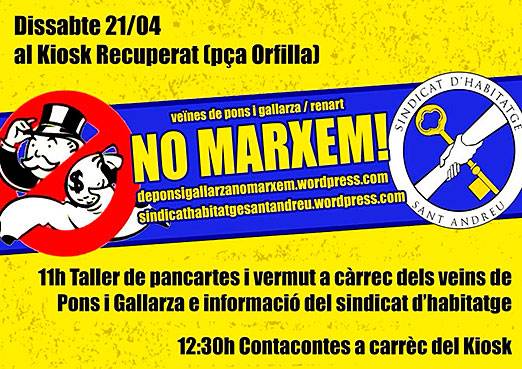 Dissabte 21/04
al Kiosk Recuperat (pça Orfilla)
veïnes de pons i gallarza / renart
NO MARXEM!
deponsigallarzanomarxem.wordpress.com
sindicathabitatgesantandreu.wordpress.com
SINDICAT D'HABITATGE
SANT ANDREU
11h Taller de pancartes i vermut a càrrec dels veins de
Pons i Gallarza e informació del sindicat d'habitatge
12:30h Contacontes a carrèc del Kiosk